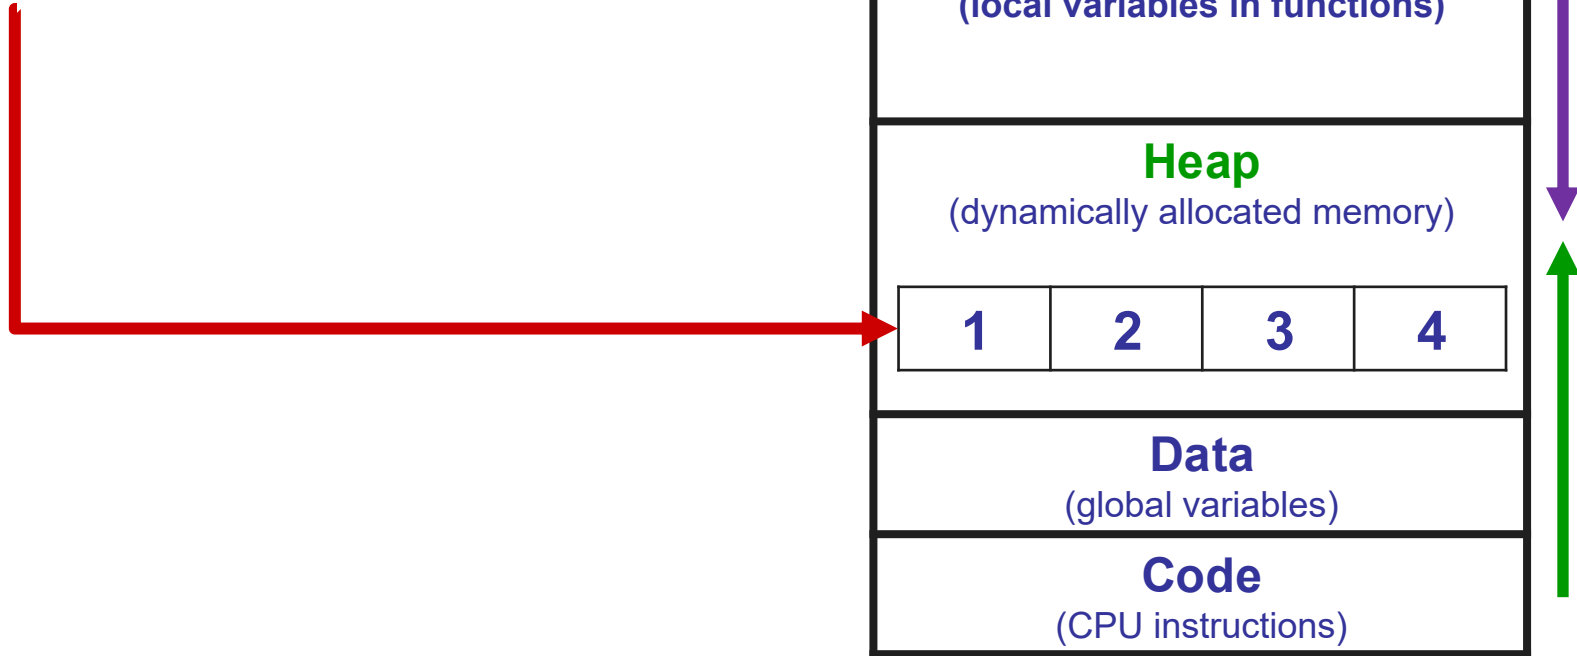 (local variables in functions)
Heap
(dynamically allocated memory)
1 2 3 4
Data
(global variables)
Code
(CPU instructions)